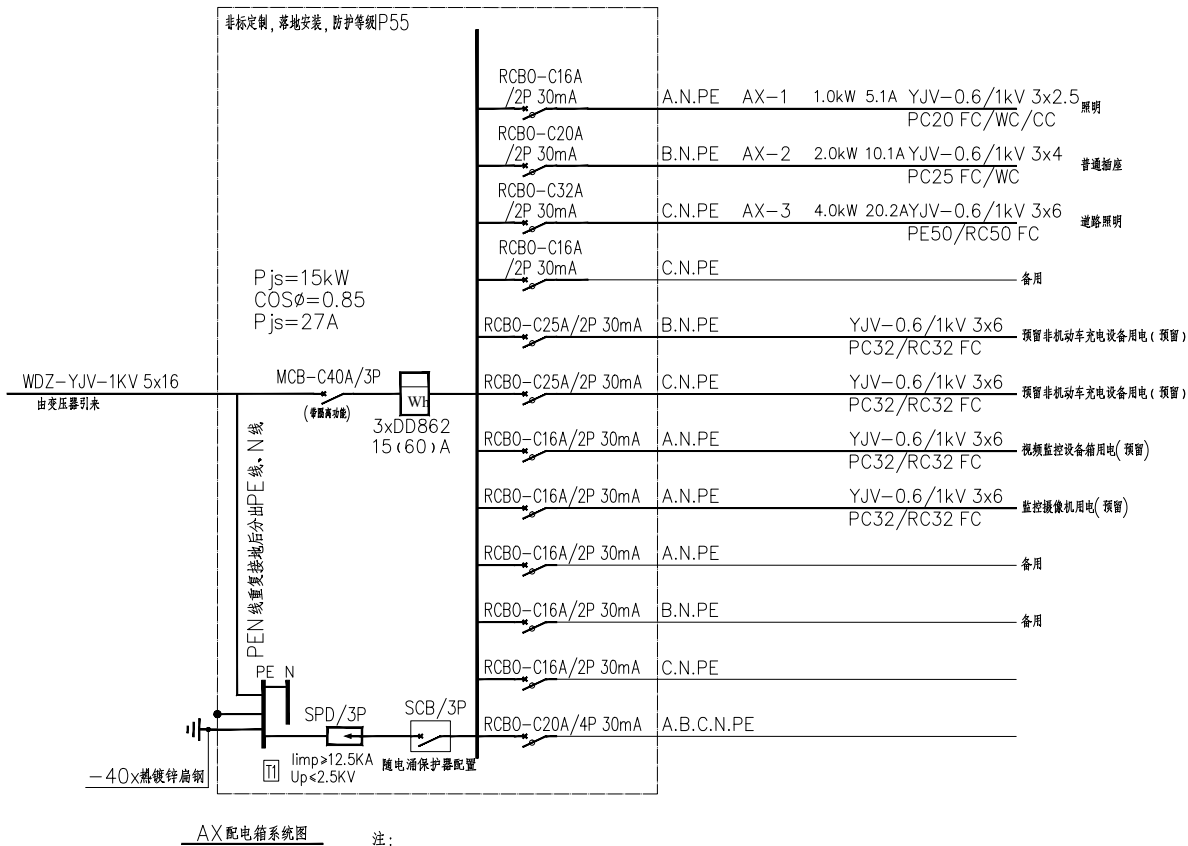 非标定制，落地安装，防护等级IP55
RCBO-C16A
/2P 30mA
A.N.PE AX-1 1.0kW 5.1A YJV-0.6/1kV 3x2.5 照明
PC20 FC/WC/CC
RCBO-C20A
/2P 30mA
B.N.PE AX-2 2.0kW 10.1A YJV-0.6/1kV 3x4 普通插座
PC25 FC/WC
RCBO-C32A
/2P 30mA
C.N.PE AX-3 4.0kW 20.2A YJV-0.6/1kV 3x6 道路照明
PE50/RC50 FC
RCBO-C16A
/2P 30mA
C.N.PE 备用
Pjs=15kW
COSø=0.85
Pjs=27A
RCBO-C25A/2P 30mA B.N.PE YJV-0.6/1kV 3x6 预留非机动车充电设备用电(预留)
PC32/RC32 FC
WDZ-YJV-1KV 5x16
由变压器引来
MCB-C40A/3P
(带隔离功能)
Wh
3xDD862
15(60)A
RCBO-C25A/2P 30mA C.N.PE YJV-0.6/1kV 3x6 预留非机动车充电设备用电(预留)
PC32/RC32 FC
RCBO-C16A/2P 30mA A.N.PE YJV-0.6/1kV 3x6 视频监控设备箱用电(预留)
PC32/RC32 FC
RCBO-C16A/2P 30mA A.N.PE YJV-0.6/1kV 3x6 监控摄像机用电(预留)
PC32/RC32 FC
RCBO-C16A/2P 30mA A.N.PE 备用
RCBO-C16A/2P 30mA B.N.PE 备用
RCBO-C16A/2P 30mA C.N.PE
RCBO-C20A/4P 30mA A.B.C.N.PE
PEN线重复接地后分出PE线、N线
PE N
SPD/3P
SCB/3P
T1
Iimp≥12.5KA
Up≤2.5KV
随电涌保护器配置
-40x热镀锌扁钢
AX配电箱系统图
注：